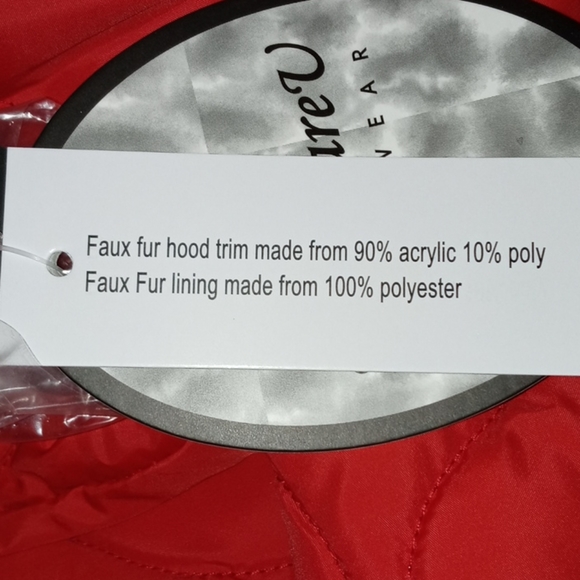 Faux fur hood trim made from 90% acrylic 10% poly
Faux Fur lining made from 100% polyester